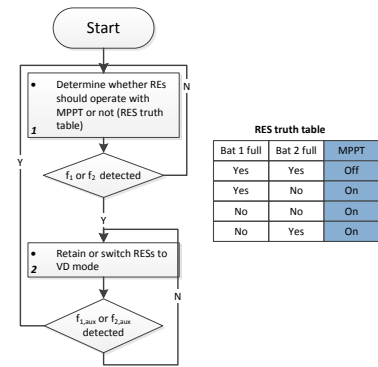 Start
• Determine whether REs
should operate with
MPPT or not (RES truth
table)
1
N
Y
f1 or f2 detected
Y
• Retain or switch RESs to
VD mode
2
N
f1,aux or f2,aux
detected
RES truth table
Bat 1 full Bat 2 full MPPT
Yes Yes Off
Yes No On
No No On
No Yes On